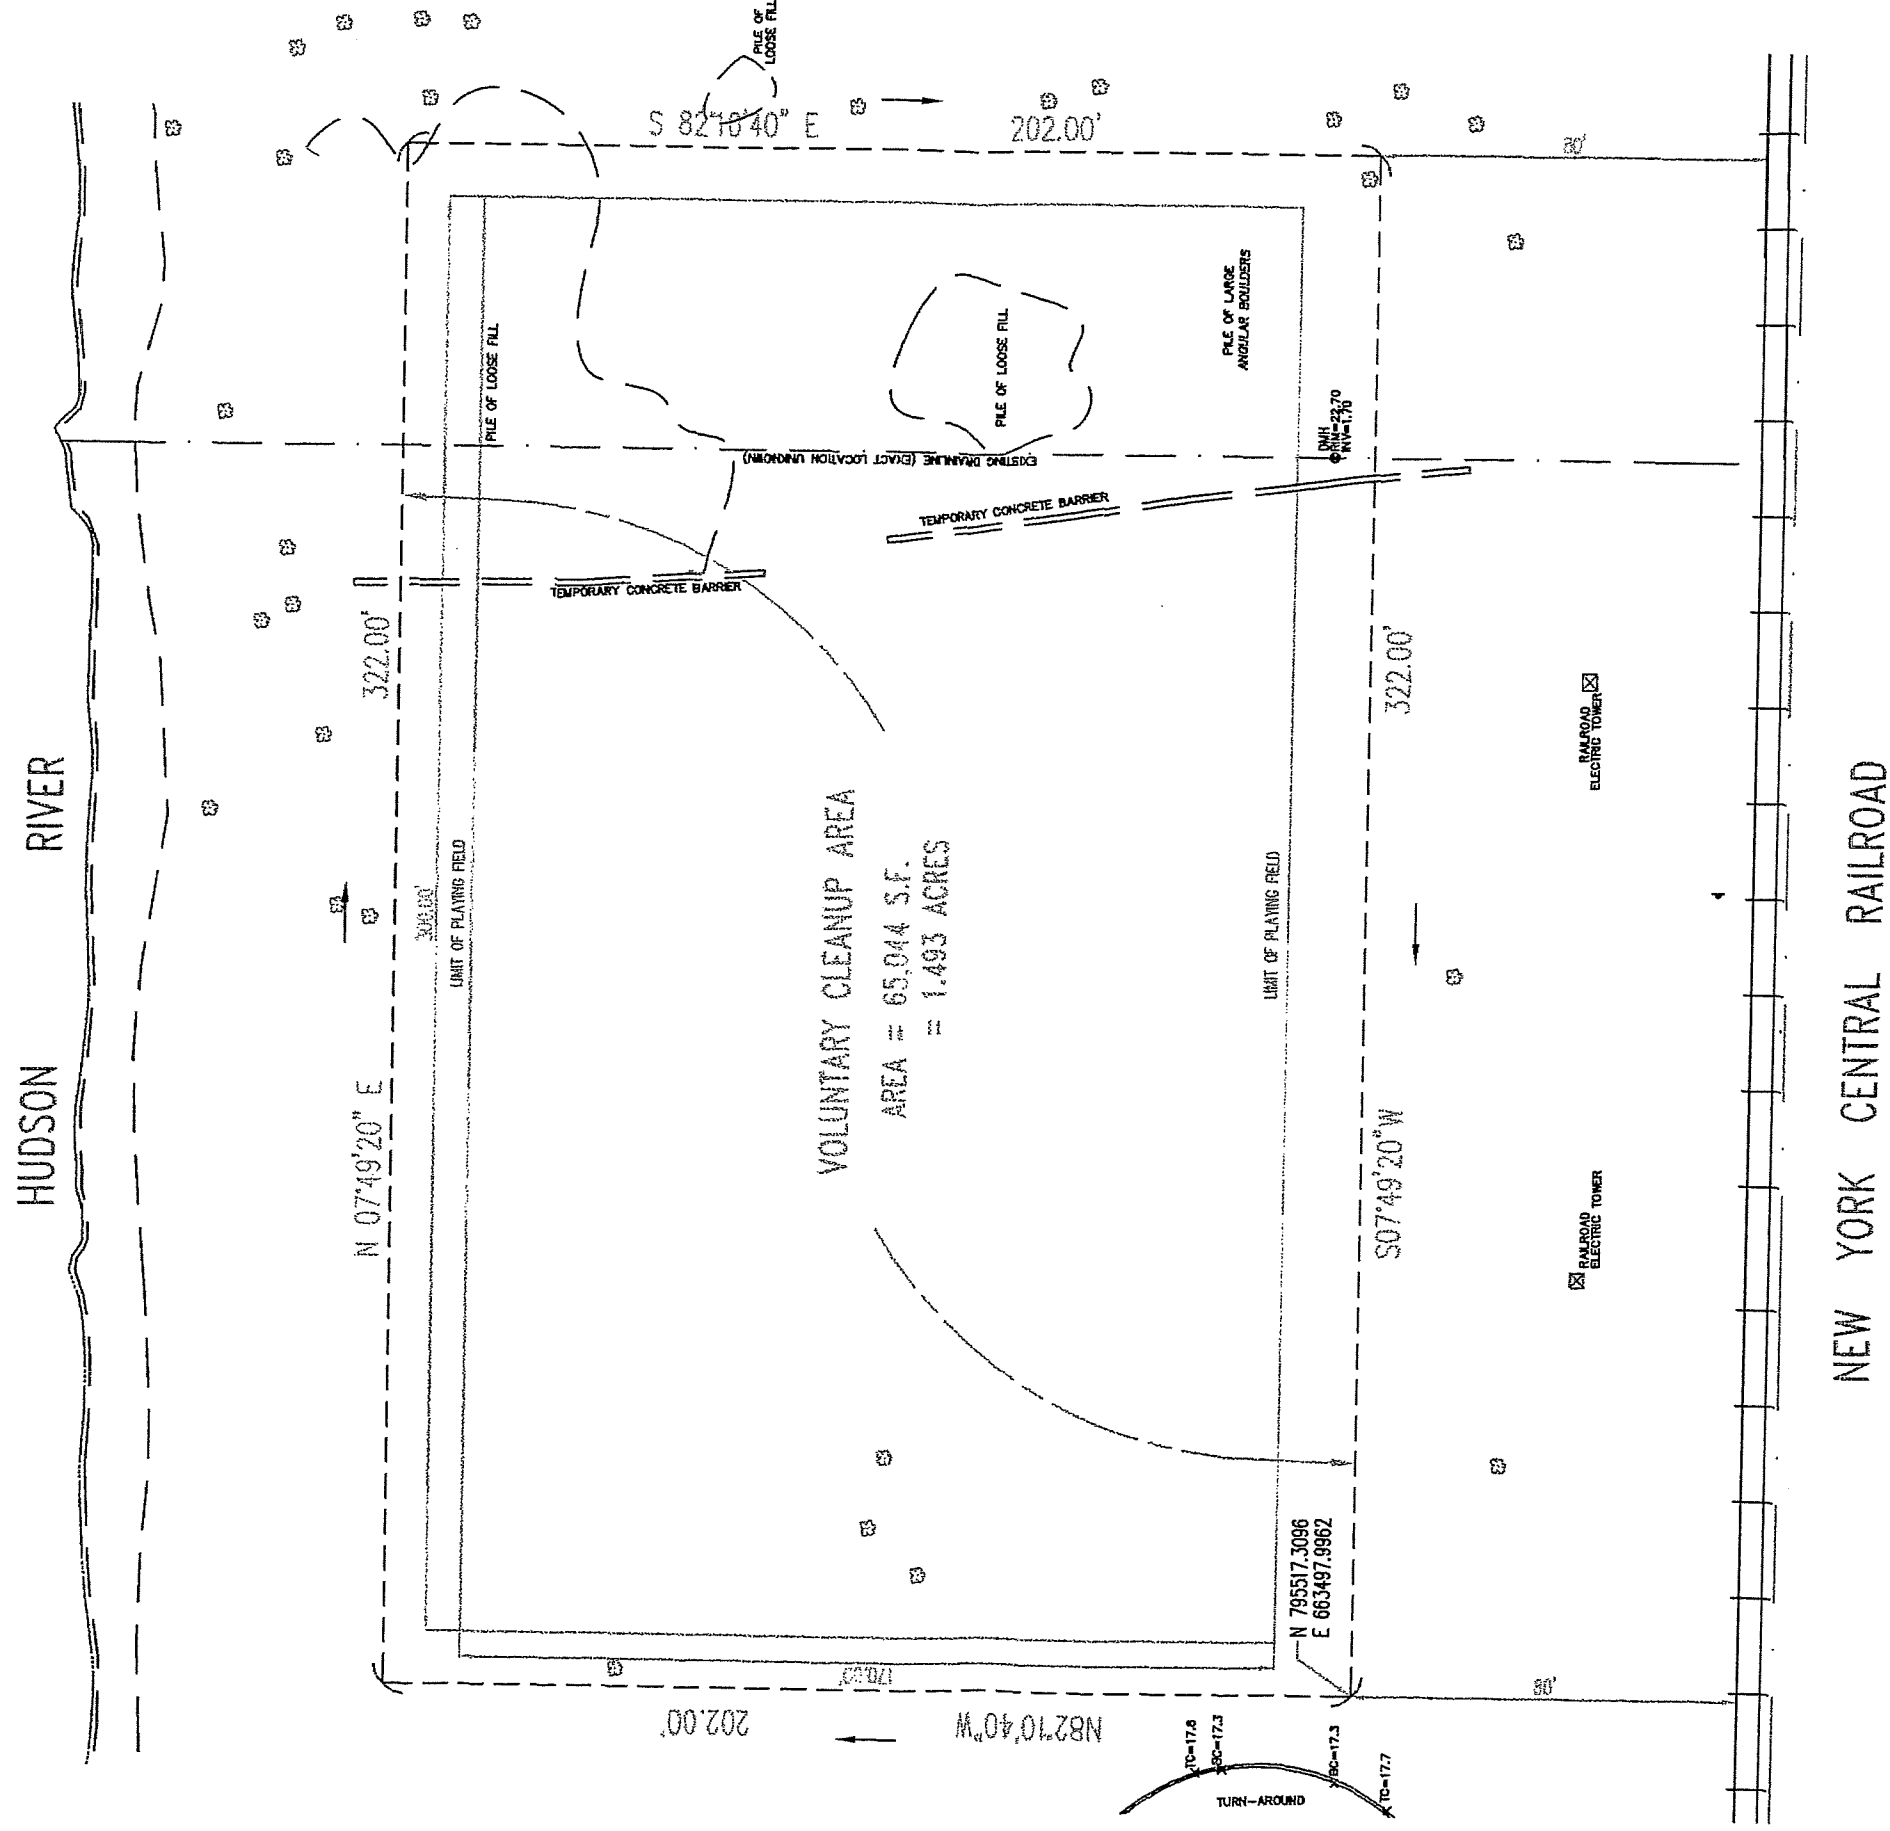 PILE OF
LOOSE FILL
S 82°10'40" E
202.00'
80'
PILE OF LOOSE FILL
PILE OF LOOSE FILL
PILE OF LARGE
ANGULAR BOULDERS
DMH
RIM=22.70
INV=1.70
EXISTING DRAINLINE (EXACT LOCATION UNKNOWN)
TEMPORARY CONCRETE BARRIER
TEMPORARY CONCRETE BARRIER
322.00'
322.00'
RAILROAD
ELECTRIC TOWER
HUDSON RIVER
300.00'
LIMIT OF PLAYING FIELD
VOLUNTARY CLEANUP AREA
AREA = 65,044 S.F.
= 1.493 ACRES
LIMIT OF PLAYING FIELD
NEW YORK CENTRAL RAILROAD
N 07°49'20" E
S07°49'20"W
RAILROAD
ELECTRIC TOWER
N 795517.3096
E 663497.9962
170.00'
80'
202.00'
N82°10'40"W
TC=17.8
BC=17.3
BC=17.3
TC=17.7
TURN-AROUND